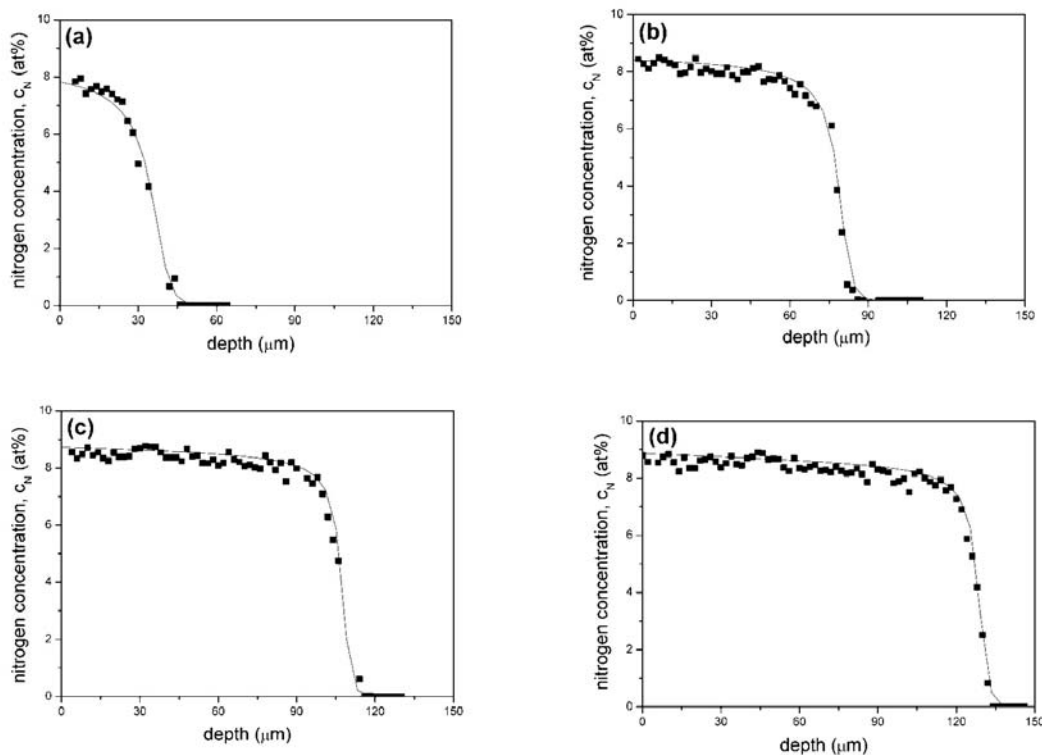 (a)
nitrogen concentration, c_N (at%)
10
8
6
4
2
0
0 30 60 90 120 150
depth (μm)
(b)
nitrogen concentration, c_N (at%)
10
8
6
4
2
0
0 30 60 90 120 150
depth (μm)
(c)
nitrogen concentration, c_N (at%)
10
8
6
4
2
0
0 30 60 90 120 150
depth (μm)
(d)
nitrogen concentration, c_N (at%)
10
8
6
4
2
0
0 30 60 90 120 150
depth (μm)